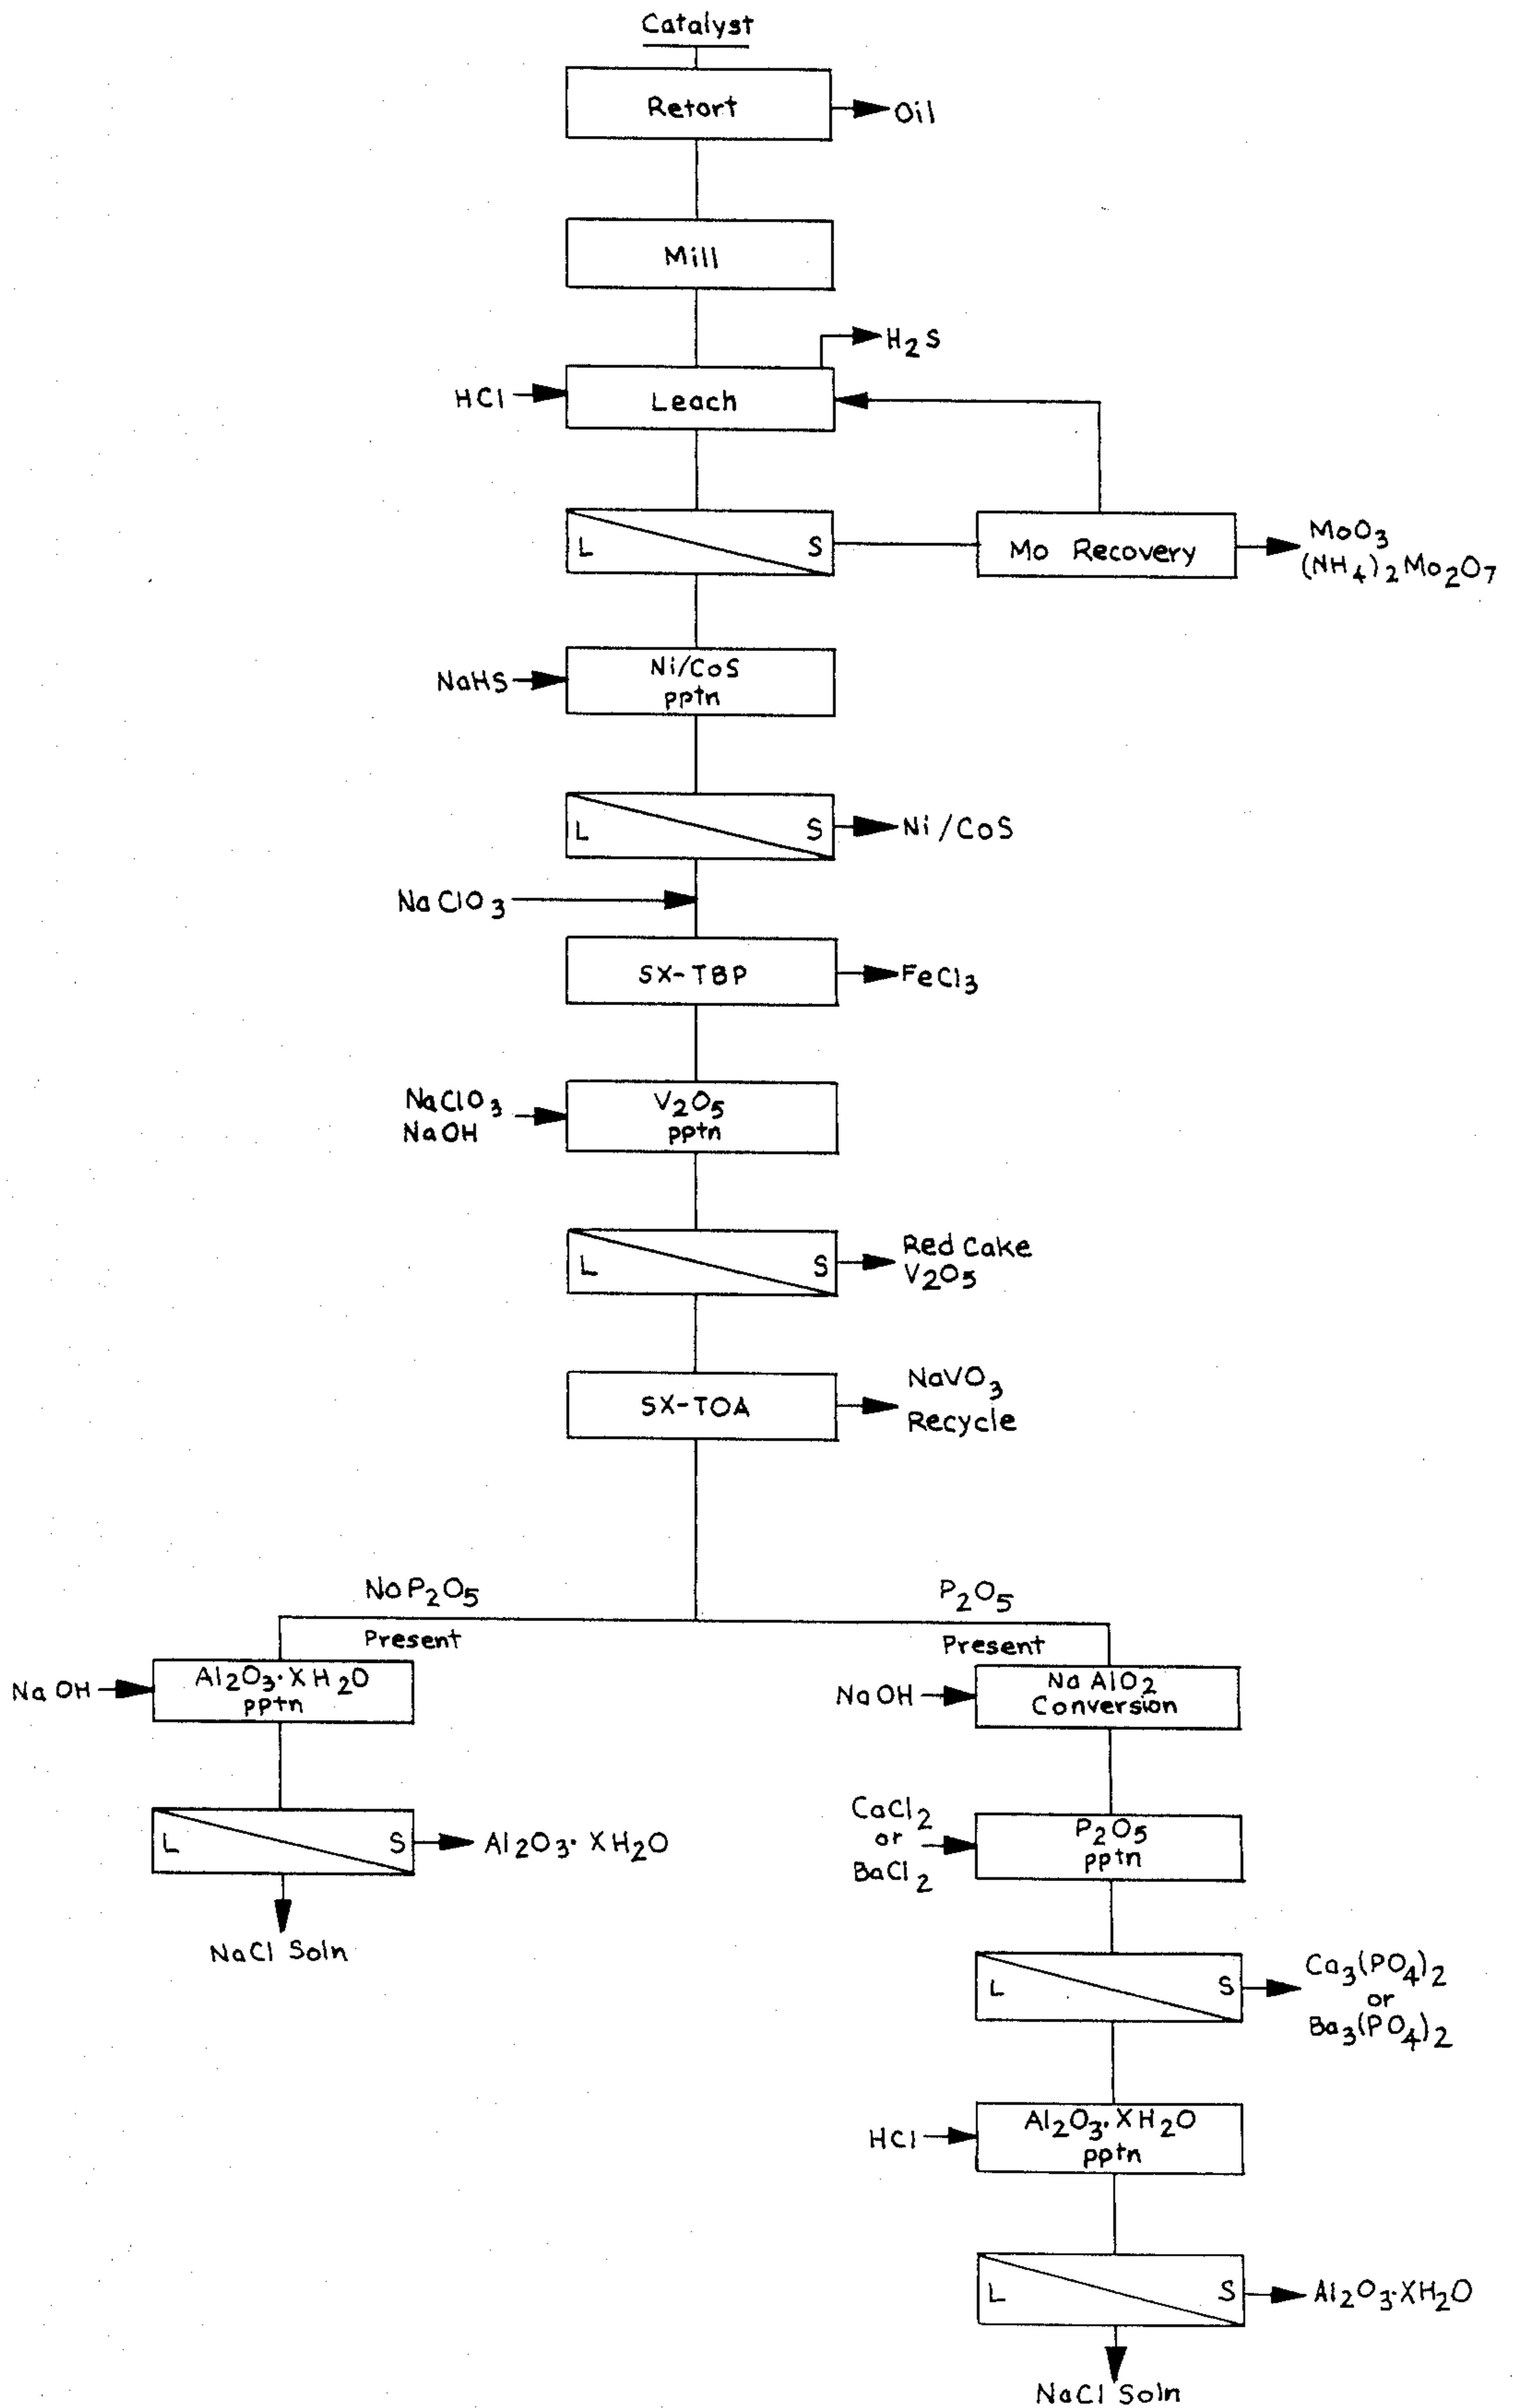 Catalyst
Retort
Oil
Mill
H2S
HCl
Leach
L
S
Mo Recovery
MoO3
(NH4)2Mo2O7
NaHS
Ni/CoS
pptn
L
S
Ni/CoS
NaClO3
SX-TBP
FeCl3
NaClO3
NaOH
V2O5
pptn
L
S
Red Cake
V2O5
SX-TOA
NaVO3
Recycle
No P2O5
Present
P2O5
Present
NaOH
Al2O3·XH2O
pptn
NaOH
NaAlO2
Conversion
L
S
Al2O3·XH2O
NaCl Soln
CaCl2
or
BaCl2
P2O5
pptn
L
S
Ca3(PO4)2
or
Ba3(PO4)2
HCl
Al2O3·XH2O
pptn
L
S
Al2O3·XH2O
NaCl Soln